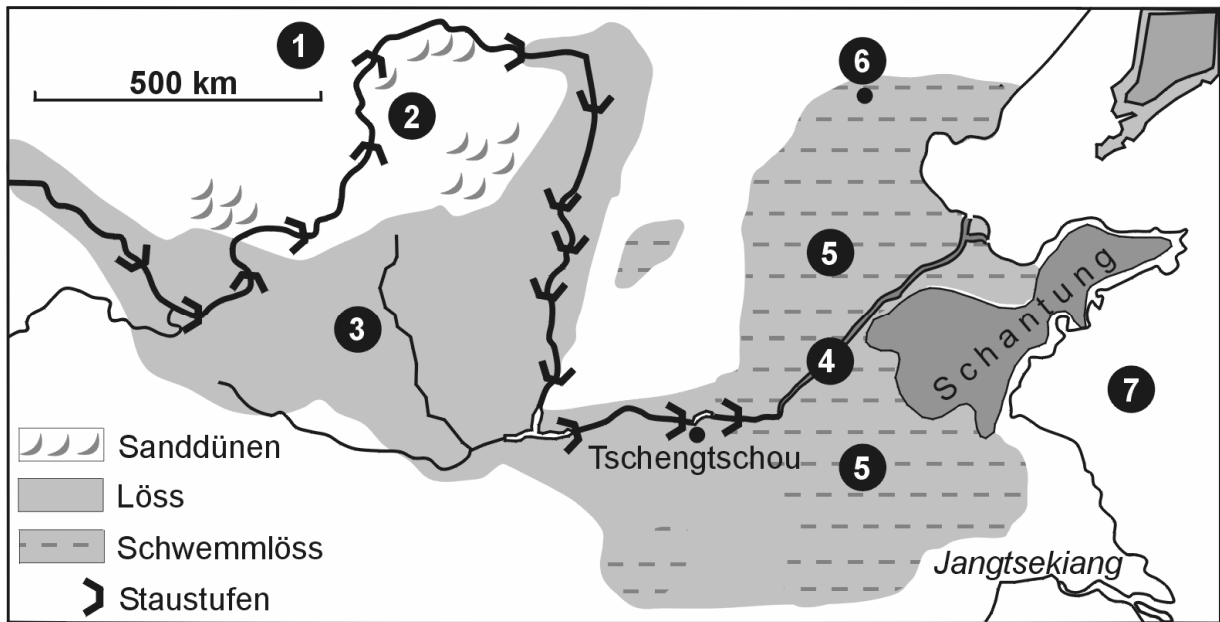 1
500 km
2
6
5
3
4
Schantung
7
Tschengtschou
5
Sanddünen
Löss
Schwemmlöss
Staustufen
Jangtsekiang